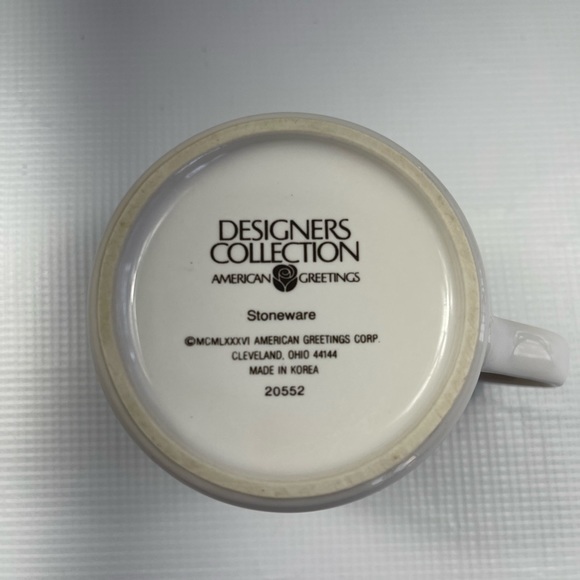 DESIGNERS
COLLECTION
AMERICAN GREETINGS
Stoneware
©MCMLXXXVI AMERICAN GREETINGS CORP.
CLEVELAND, OHIO 44144
MADE IN KOREA
20552